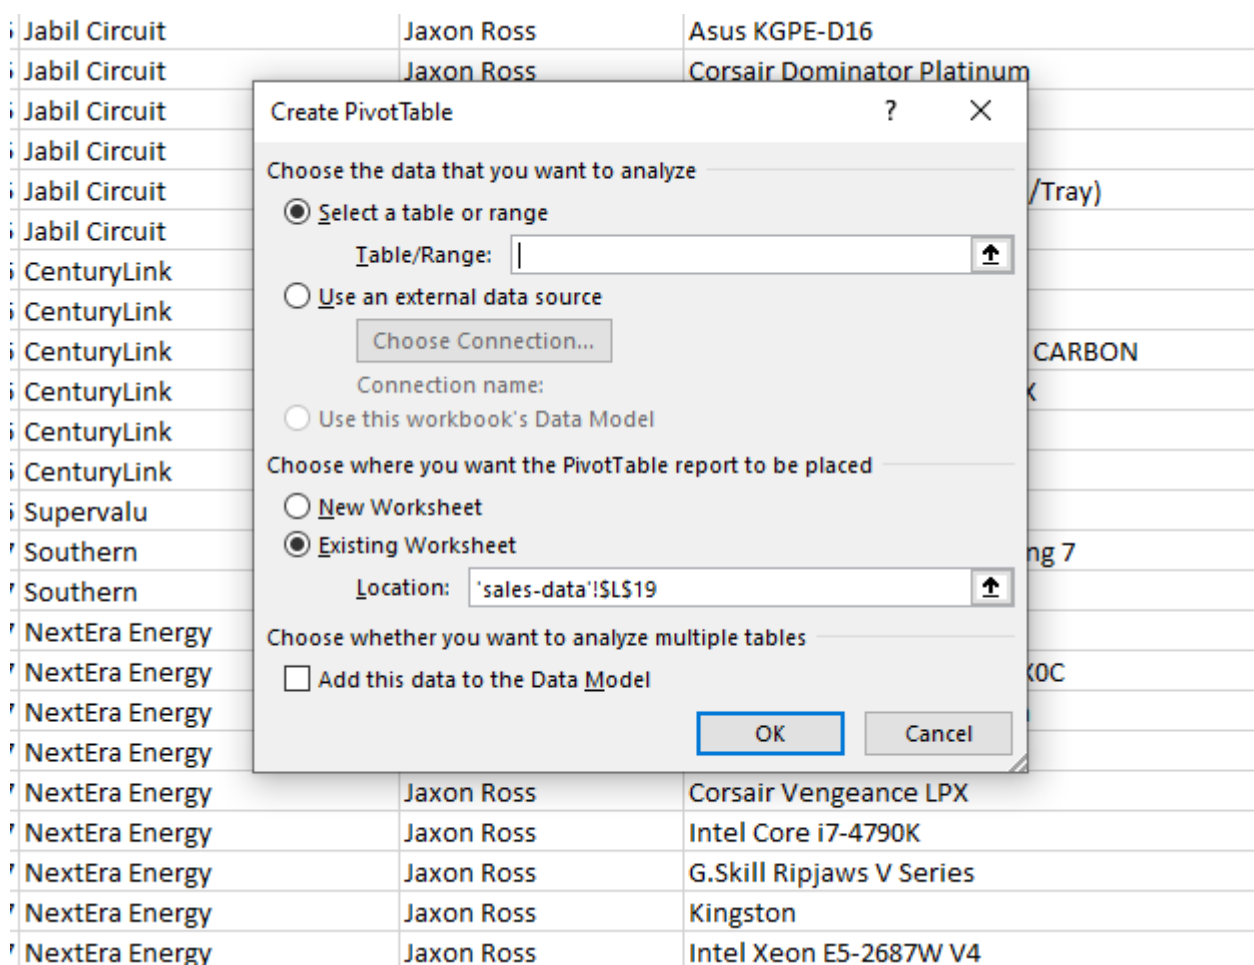 Jabil Circuit Jaxon Ross Asus KGPE-D16
Jabil Circuit Jaxon Ross Corsair Dominator Platinum
Jabil Circuit
Jabil Circuit
Jabil Circuit /Tray)
Jabil Circuit
CenturyLink
CenturyLink
CenturyLink CARBON
CenturyLink
CenturyLink
CenturyLink
Supervalu
Southern ng 7
Southern
NextEra Energy
NextEra Energy X0C
NextEra Energy
NextEra Energy
NextEra Energy Jaxon Ross Corsair Vengeance LPX
NextEra Energy Jaxon Ross Intel Core i7-4790K
NextEra Energy Jaxon Ross G.Skill Ripjaws V Series
NextEra Energy Jaxon Ross Kingston
NextEra Energy Jaxon Ross Intel Xeon E5-2687W V4
Create PivotTable ? X
Choose the data that you want to analyze
Select a table or range
Table/Range:
Use an external data source
Choose Connection...
Connection name:
Use this workbook's Data Model
Choose where you want the PivotTable report to be placed
New Worksheet
Existing Worksheet
Location: 'sales-data'!$L$19
Choose whether you want to analyze multiple tables
Add this data to the Data Model
OK Cancel